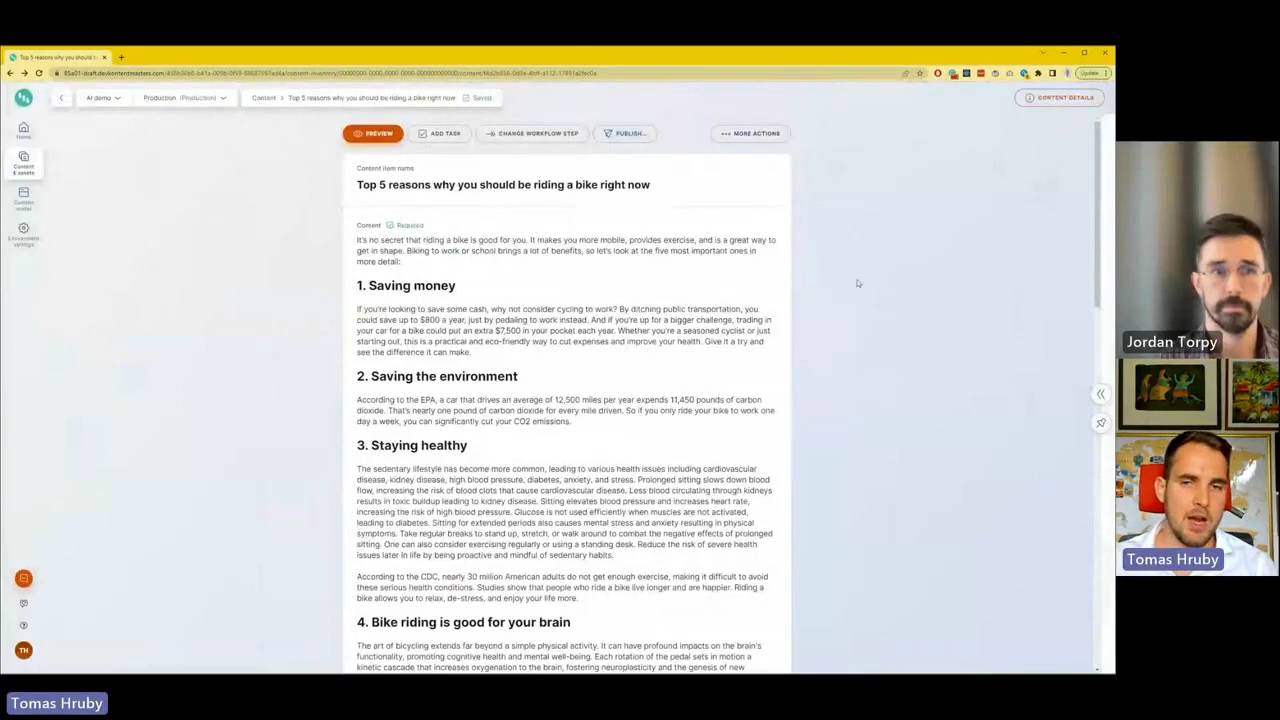 Top 5 reasons why you should b
AI demo
Production (Production)
Content > Top 5 reasons why you should be riding a bike right now
Saved
CONTENT DETAILS
Update
Home
Content & assets
Content model
Environment settings
PREVIEW
ADD TASK
CHANGE WORKFLOW STEP
PUBLISH...
MORE ACTIONS
Content item name
Top 5 reasons why you should be riding a bike right now
Content
Required
It's no secret that riding a bike is good for you. It makes you more mobile, provides exercise, and is a great way to
get in shape. Biking to work or school brings a lot of benefits, so let's look at the five most important ones in
more detail:
1. Saving money
If you're looking to save some cash, why not consider cycling to work? By ditching public transportation, you
could save up to $800 a year, just by pedaling to work instead. And if you're up for a bigger challenge, trading in
your car for a bike could put an extra $7,500 in your pocket each year. Whether you're a seasoned cyclist or just
starting out, this is a practical and eco-friendly way to cut expenses and improve your health. Give it a try and
see the difference it can make.
2. Saving the environment
According to the EPA, a car that drives an average of 12,500 miles per year expends 11,450 pounds of carbon
dioxide. That's nearly one pound of carbon dioxide for every mile driven. So if you only ride your bike to work one
day a week, you can significantly cut your CO2 emissions.
3. Staying healthy
The sedentary lifestyle has become more common, leading to various health issues including cardiovascular
disease, kidney disease, high blood pressure, diabetes, anxiety, and stress. Prolonged sitting slows down blood
flow, increasing the risk of blood clots that cause cardiovascular disease. Less blood circulating through kidneys
results in toxic buildup leading to kidney disease. Sitting elevates blood pressure and increases heart rate,
increasing the risk of high blood pressure. Glucose is not used efficiently when muscles are not activated,
leading to diabetes. Sitting for extended periods also causes mental stress and anxiety resulting in physical
symptoms. Take regular breaks to stand up, stretch, or walk around to combat the negative effects of prolonged
sitting. One can also consider exercising regularly or using a standing desk. Reduce the risk of severe health
issues later in life by being proactive and mindful of sedentary habits.
According to the CDC, nearly 30 million American adults do not get enough exercise, making it difficult to avoid
these serious health conditions. Studies show that people who ride a bike live longer and are happier. Riding a
bike allows you to relax, de-stress, and enjoy your life more.
4. Bike riding is good for your brain
The art of bicycling extends far beyond a simple physical activity. It can have profound impacts on the brain's
functionality, promoting cognitive health and mental well-being. Each rotation of the pedal sets in motion a
kinetic cascade that increases oxygenation to the brain, fostering neuroplasticity and the genesis of new
TH
Jordan Torpy
Tomas Hruby
Tomas Hruby